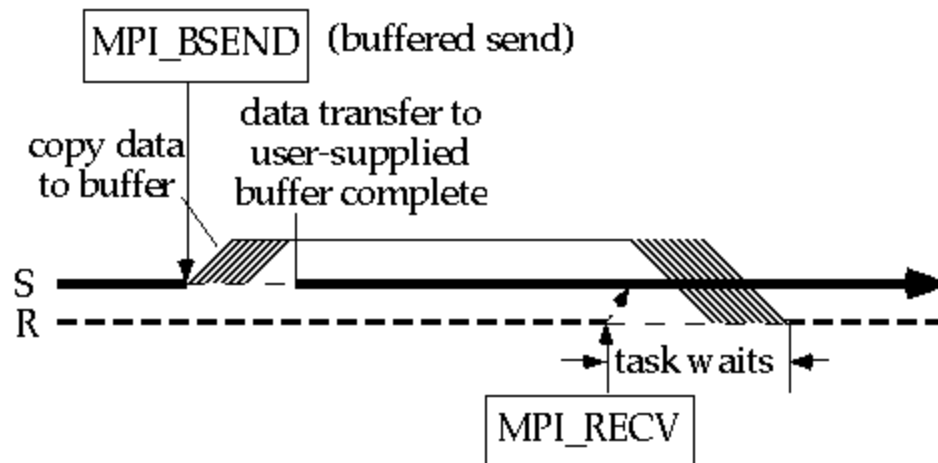 MPI_BSEND (buffered send)
data transfer to
user-supplied
buffer complete
copy data
to buffer
S
R
task waits
MPI_RECV